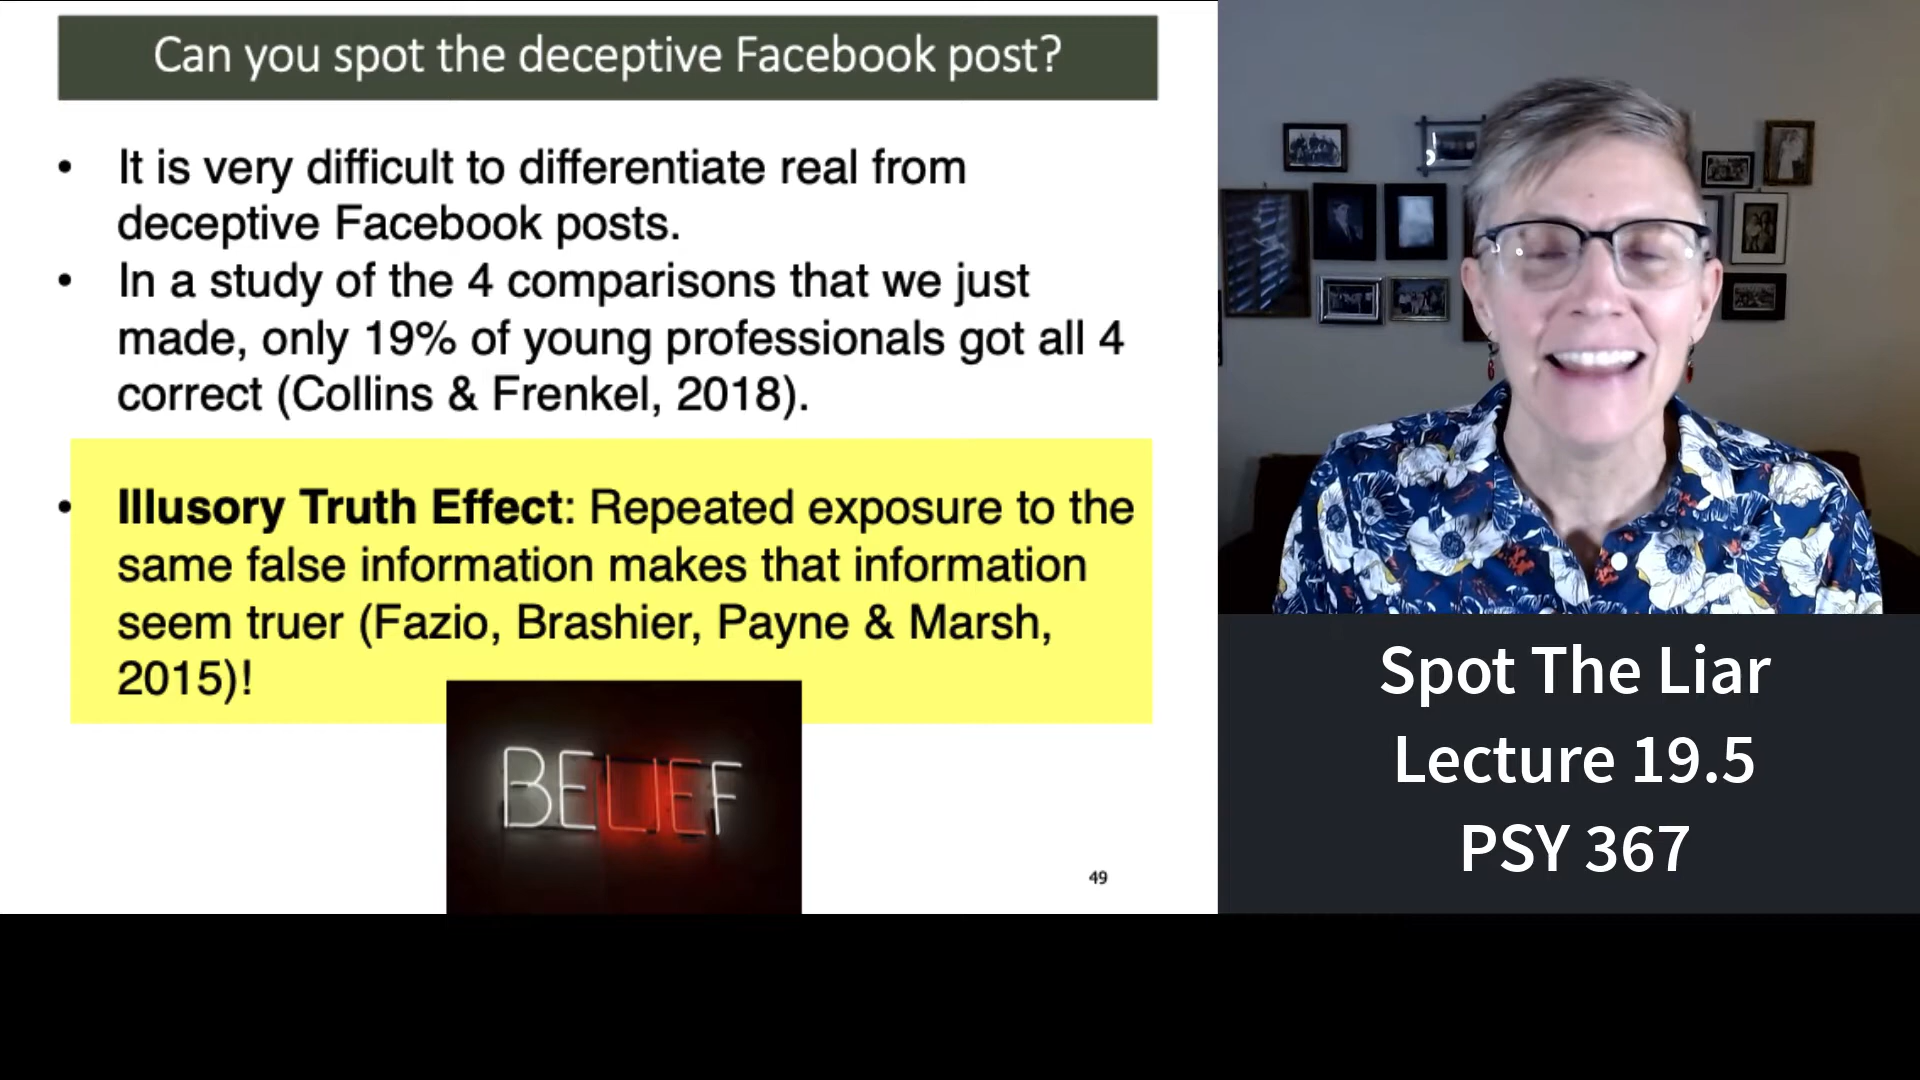 Can you spot the deceptive Facebook post?
• It is very difficult to differentiate real from
deceptive Facebook posts.
• In a study of the 4 comparisons that we just
made, only 19% of young professionals got all 4
correct (Collins & Frenkel, 2018).
• Illusory Truth Effect: Repeated exposure to the
same false information makes that information
seem truer (Fazio, Brashier, Payne & Marsh,
2015)!
BELIEF
49
Spot The Liar
Lecture 19.5
PSY 367